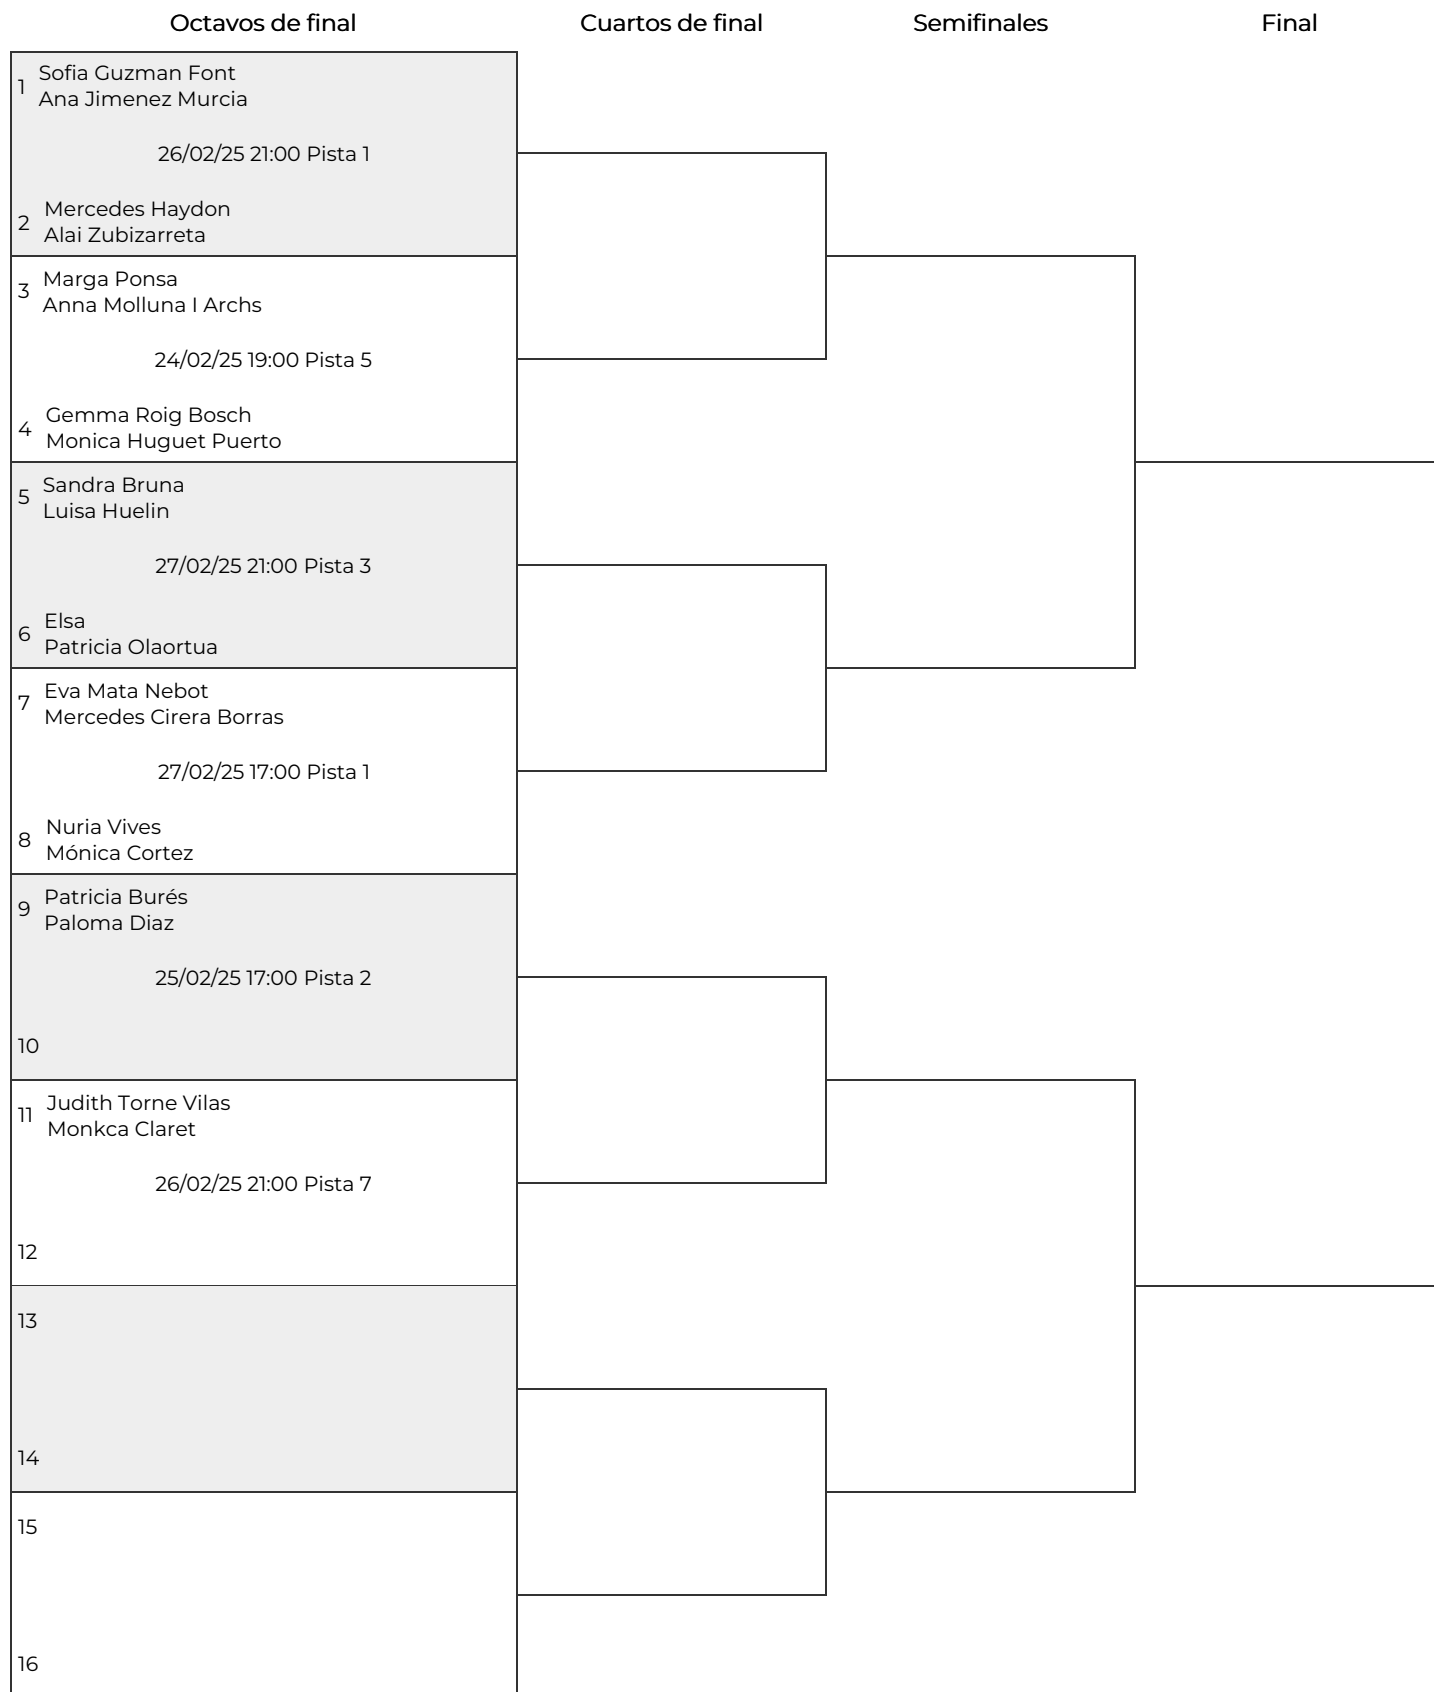 Octavos de final
Cuartos de final
Semifinales
Final
1
Sofia Guzman Font
Ana Jimenez Murcia
26/02/25 21:00 Pista 1
2
Mercedes Haydon
Alai Zubizarreta
3
Marga Ponsa
Anna Molluna I Archs
24/02/25 19:00 Pista 5
4
Gemma Roig Bosch
Monica Huguet Puerto
5
Sandra Bruna
Luisa Huelin
27/02/25 21:00 Pista 3
6
Elsa
Patricia Olaortua
7
Eva Mata Nebot
Mercedes Cirera Borras
27/02/25 17:00 Pista 1
8
Nuria Vives
Mónica Cortez
9
Patricia Burés
Paloma Diaz
25/02/25 17:00 Pista 2
10
11
Judith Torne Vilas
Monkca Claret
26/02/25 21:00 Pista 7
12
13
14
15
16